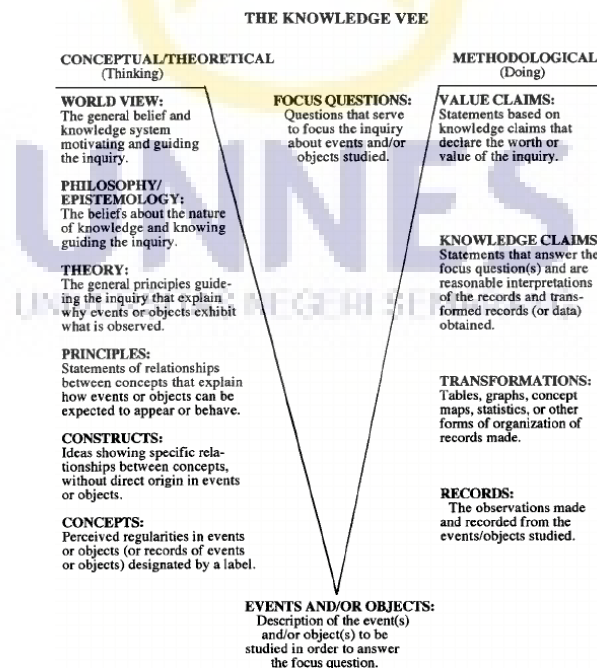 THE KNOWLEDGE VEE
CONCEPTUAL/THEORETICAL
(Thinking)
WORLD VIEW:
The general belief and
knowledge system
motivating and guiding
the inquiry.
PHILOSOPHY/
EPISTEMOLOGY:
The beliefs about the nature
of knowledge and knowing
guiding the inquiry.
THEORY:
The general principles guide-
ing the inquiry that explain
why events or objects exhibit
what is observed.
PRINCIPLES:
Statements of relationships
between concepts that explain
how events or objects can be
expected to appear or behave.
CONSTRUCTS:
Ideas showing specific rela-
tionships between concepts,
without direct origin in events
or objects.
CONCEPTS:
Perceived regularities in events
or objects (or records of events
or objects) designated by a label.
FOCUS QUESTIONS:
Questions that serve
to focus the inquiry
about events and/or
objects studied.
METHODOLOGICAL
(Doing)
VALUE CLAIMS:
Statements based on
knowledge claims that
declare the worth or
value of the inquiry.
KNOWLEDGE CLAIMS
Statements that answer the
focus question(s) and are
reasonable interpretations
of the records and trans-
formed records (or data)
obtained.
TRANSFORMATIONS:
Tables, graphs, concept
maps, statistics, or other
forms of organization of
records made.
RECORDS:
The observations made
and recorded from the
events/objects studied.
EVENTS AND/OR OBJECTS:
Description of the event(s)
and/or object(s) to be
studied in order to answer
the focus question.
UNNES